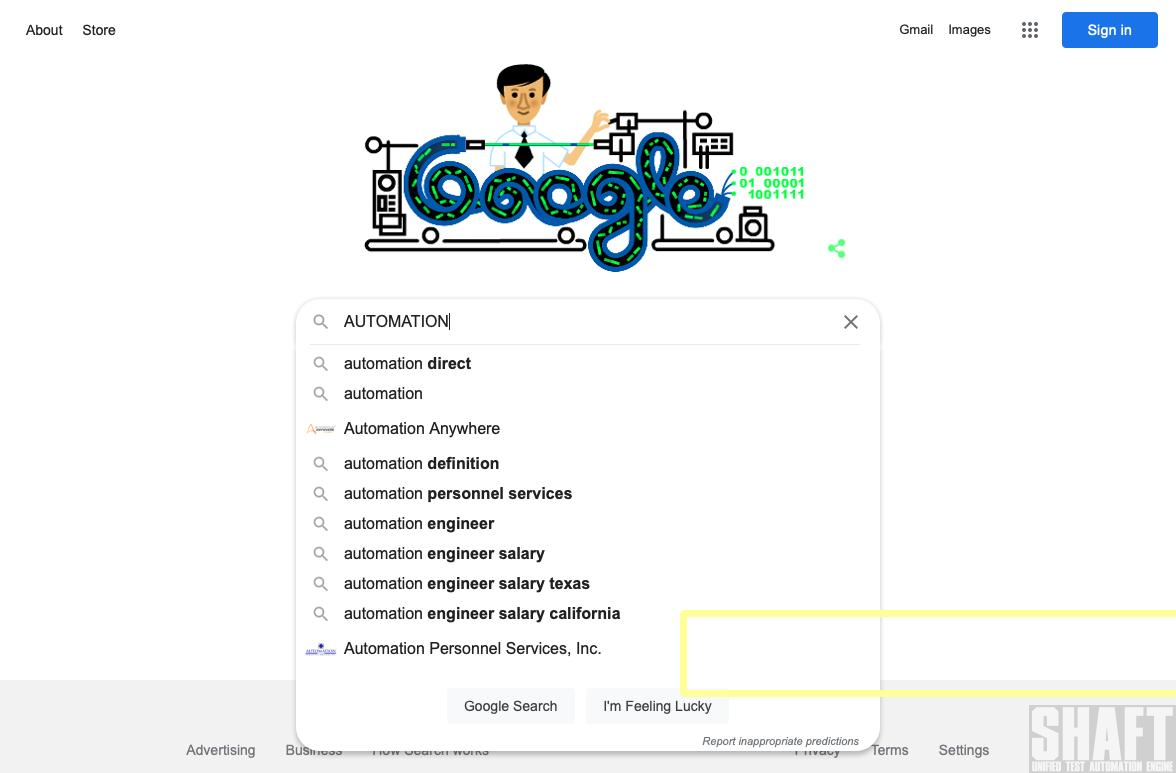 About Store
Gmail Images Sign in
Google
0 001011
01 00001
1001111
AUTOMATION
automation direct
automation
Automation Anywhere
automation definition
automation personnel services
automation engineer
automation engineer salary
automation engineer salary texas
automation engineer salary california
Automation Personnel Services, Inc.
Google Search I'm Feeling Lucky
Report inappropriate predictions
Advertising Business How Search works Privacy Terms Settings
SHAFT
UNIFIED TEST AUTOMATION ENGINE